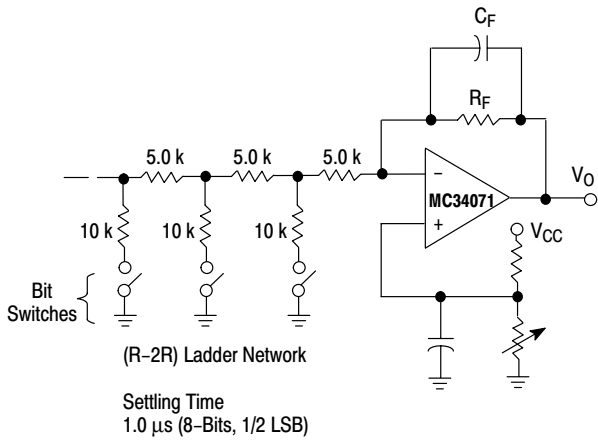 C_F
R_F
5.0 k 5.0 k 5.0 k
−
MC34071
+
V_O
10 k 10 k 10 k
V_CC
Bit
Switches
(R−2R) Ladder Network
Settling Time
1.0 μs (8−Bits, 1/2 LSB)